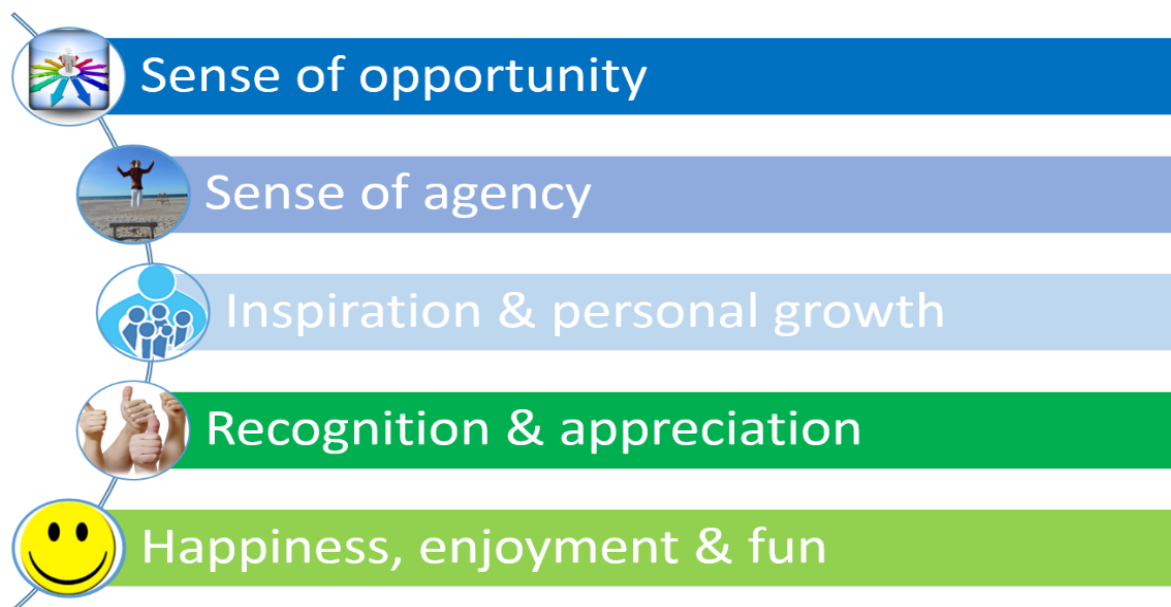 Sense of opportunity
Sense of agency
Inspiration & personal growth
Recognition & appreciation
Happiness, enjoyment & fun